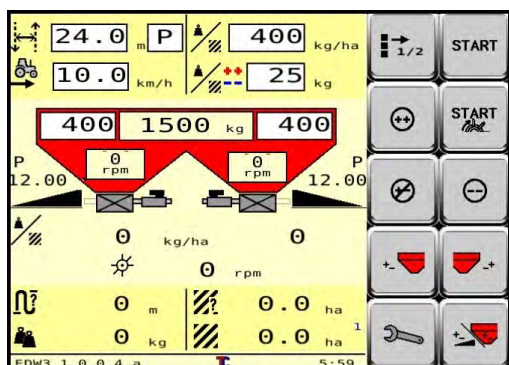 24.0 m P 400 kg/ha
10.0 km/h ++ -- 25 kg
1/2 START
400 1500 kg 400
0 rpm 0 rpm
P 12.00 P 12.00
++ START
0 kg/ha 0
0 rpm
--
+- -+
? 0 m ? 0.0 ha
0 kg 0.0 ha 1
+-
EDW3.1.0.0.4.a T 5:59